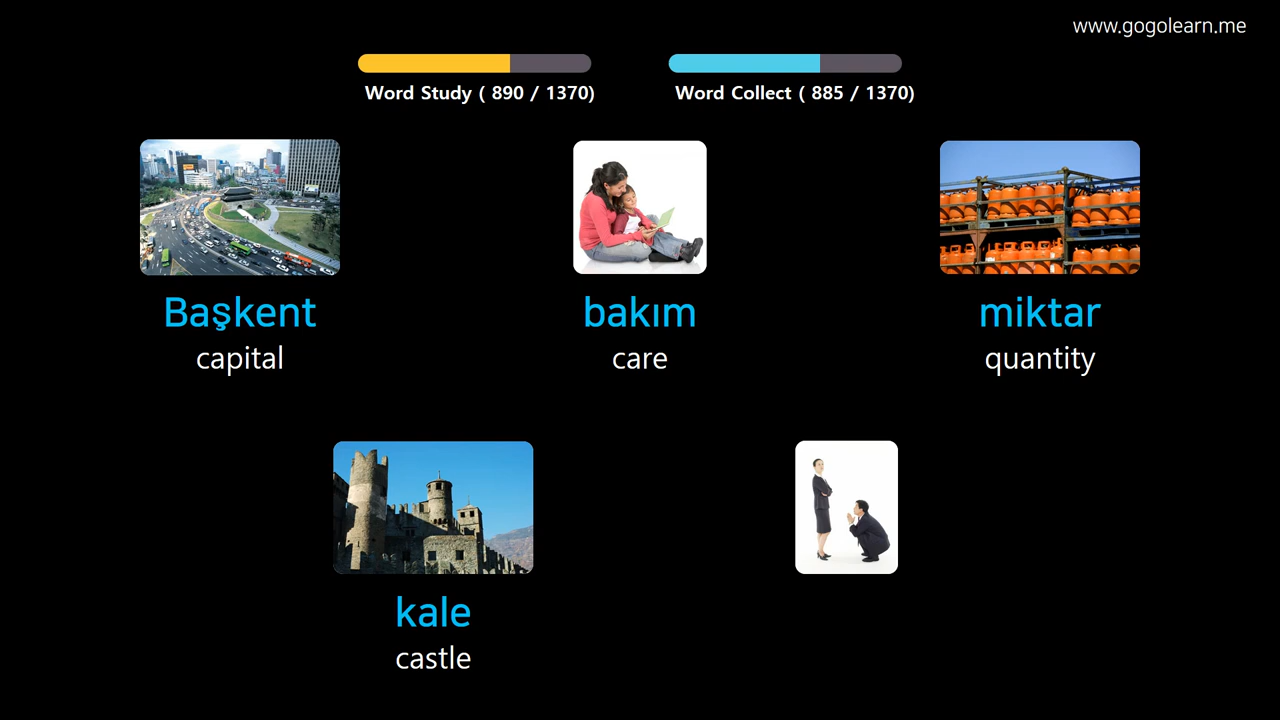 www.gogolearn.me
Word Study ( 890 / 1370)
Word Collect ( 885 / 1370)
Başkent
capital
bakım
care
miktar
quantity
kale
castle